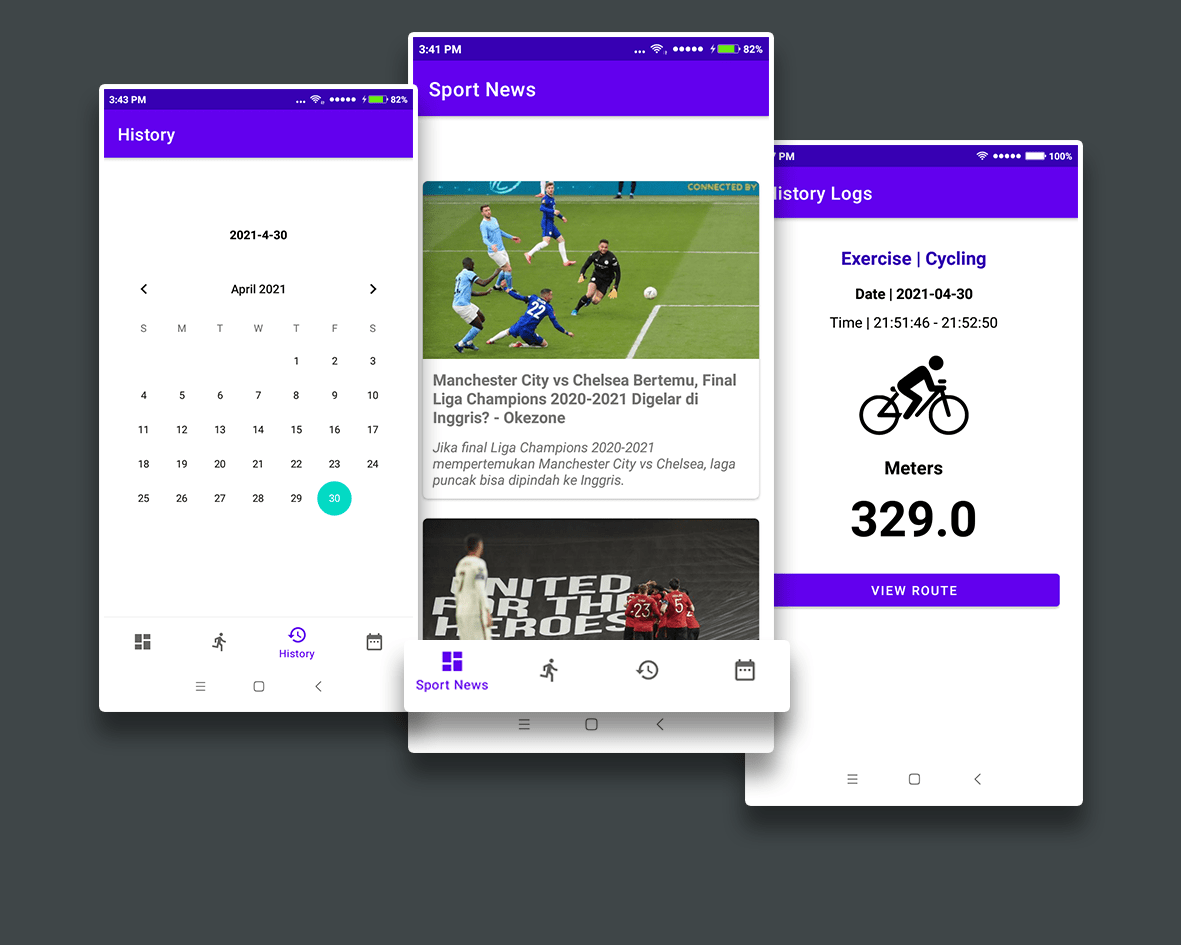 3:43 PM
82%
History
2021-4-30
April 2021
S M T W T F S
1 2 3
4 5 6 7 8 9 10
11 12 13 14 15 16 17
18 19 20 21 22 23 24
25 26 27 28 29 30
History
3:41 PM
82%
Sport News
CONNECTED BY
22
Manchester City vs Chelsea Bertemu, Final
Liga Champions 2020-2021 Digelar di
Inggris? - Okezone
Jika final Liga Champions 2020-2021
mempertemukan Manchester City vs Chelsea, laga
puncak bisa dipindah ke Inggris.
UNITED
FOR THE
HEROES
23 5
Sport News
PM
100%
History Logs
Exercise | Cycling
Date | 2021-04-30
Time | 21:51:46 - 21:52:50
Meters
329.0
VIEW ROUTE